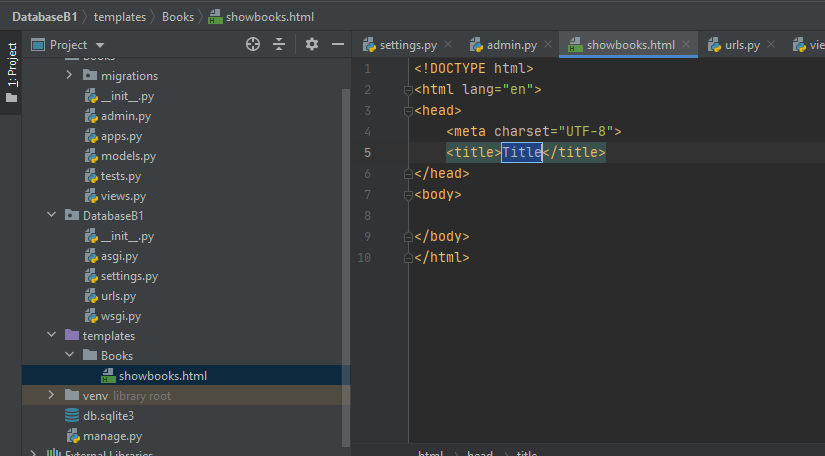 DatabaseB1 templates Books showbooks.html
1: Project
Project
Books
migrations
__init__.py
admin.py
apps.py
models.py
tests.py
views.py
DatabaseB1
__init__.py
asgi.py
settings.py
urls.py
wsgi.py
templates
Books
showbooks.html
venv library root
db.sqlite3
manage.py
External Libraries
settings.py admin.py showbooks.html urls.py
1 <!DOCTYPE html>
2 <html lang="en">
3 <head>
4 <meta charset="UTF-8">
5 <title>Title</title>
6 </head>
7 <body>
8
9 </body>
10 </html>
html head title